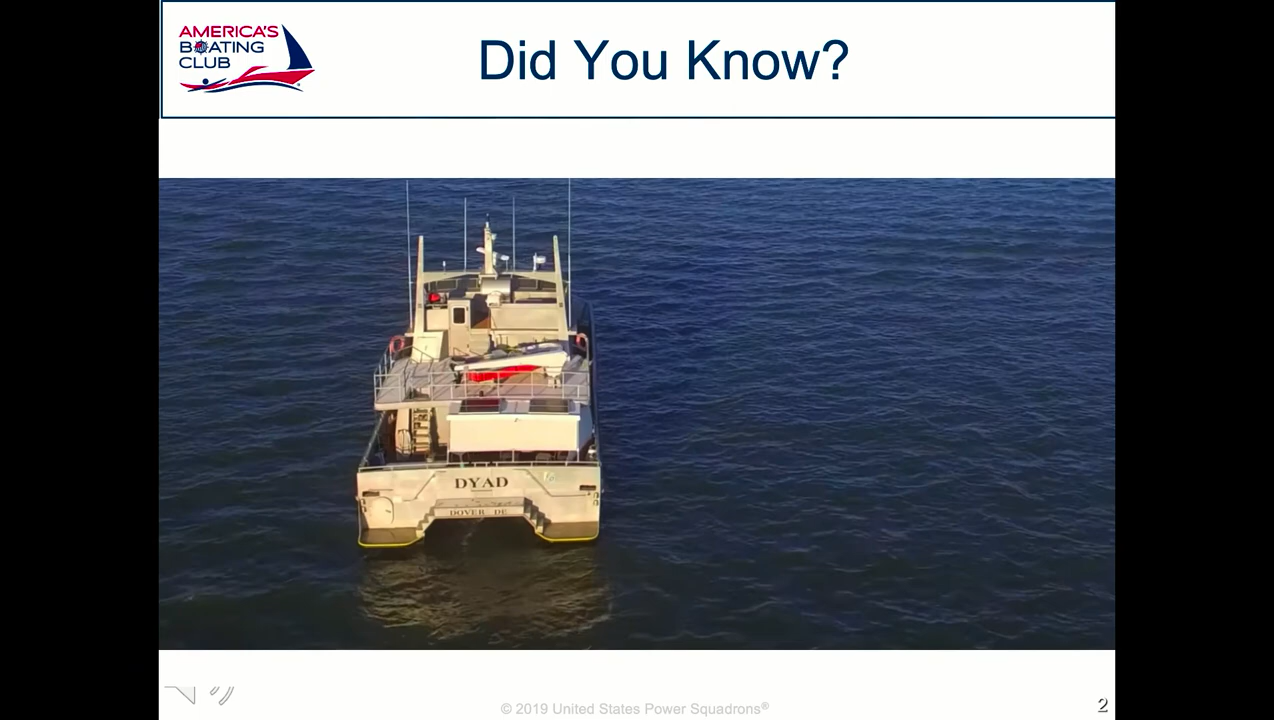 AMERICA'S
BOATING
CLUB
Did You Know?
DYAD
DOVER DE
© 2019 United States Power Squadrons®
2